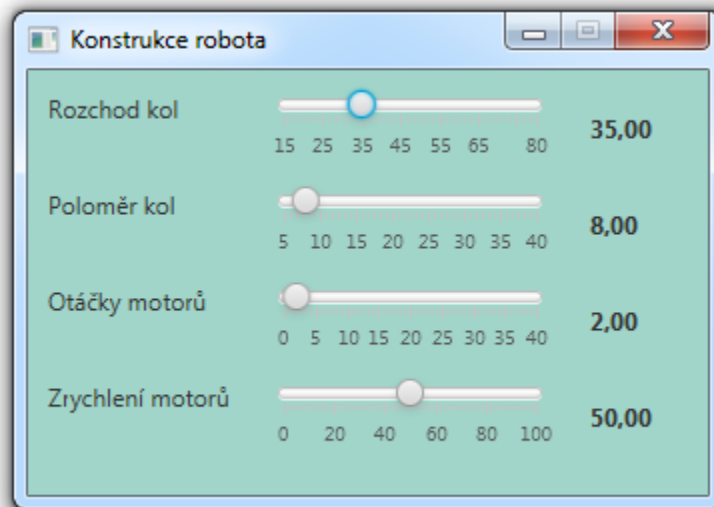 Konstrukce robota
Rozchod kol
15 25 35 45 55 65 80
35,00
Poloměr kol
5 10 15 20 25 30 35 40
8,00
Otáčky motorů
0 5 10 15 20 25 30 35 40
2,00
Zrychlení motorů
0 20 40 60 80 100
50,00